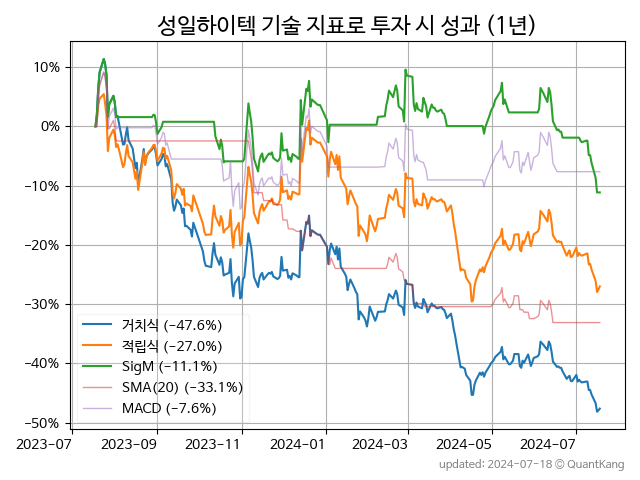 성일하이텍 기술 지표로 투자 시 성과 (1년)
10%
0%
−10%
−20%
−30%
−40%
−50%
거치식 (−47.6%)
적립식 (−27.0%)
SigM (−11.1%)
SMA(20) (−33.1%)
MACD (−7.6%)
2023-07 2023-09 2023-11 2024-01 2024-03 2024-05 2024-07
updated: 2024-07-18 © QuantKang